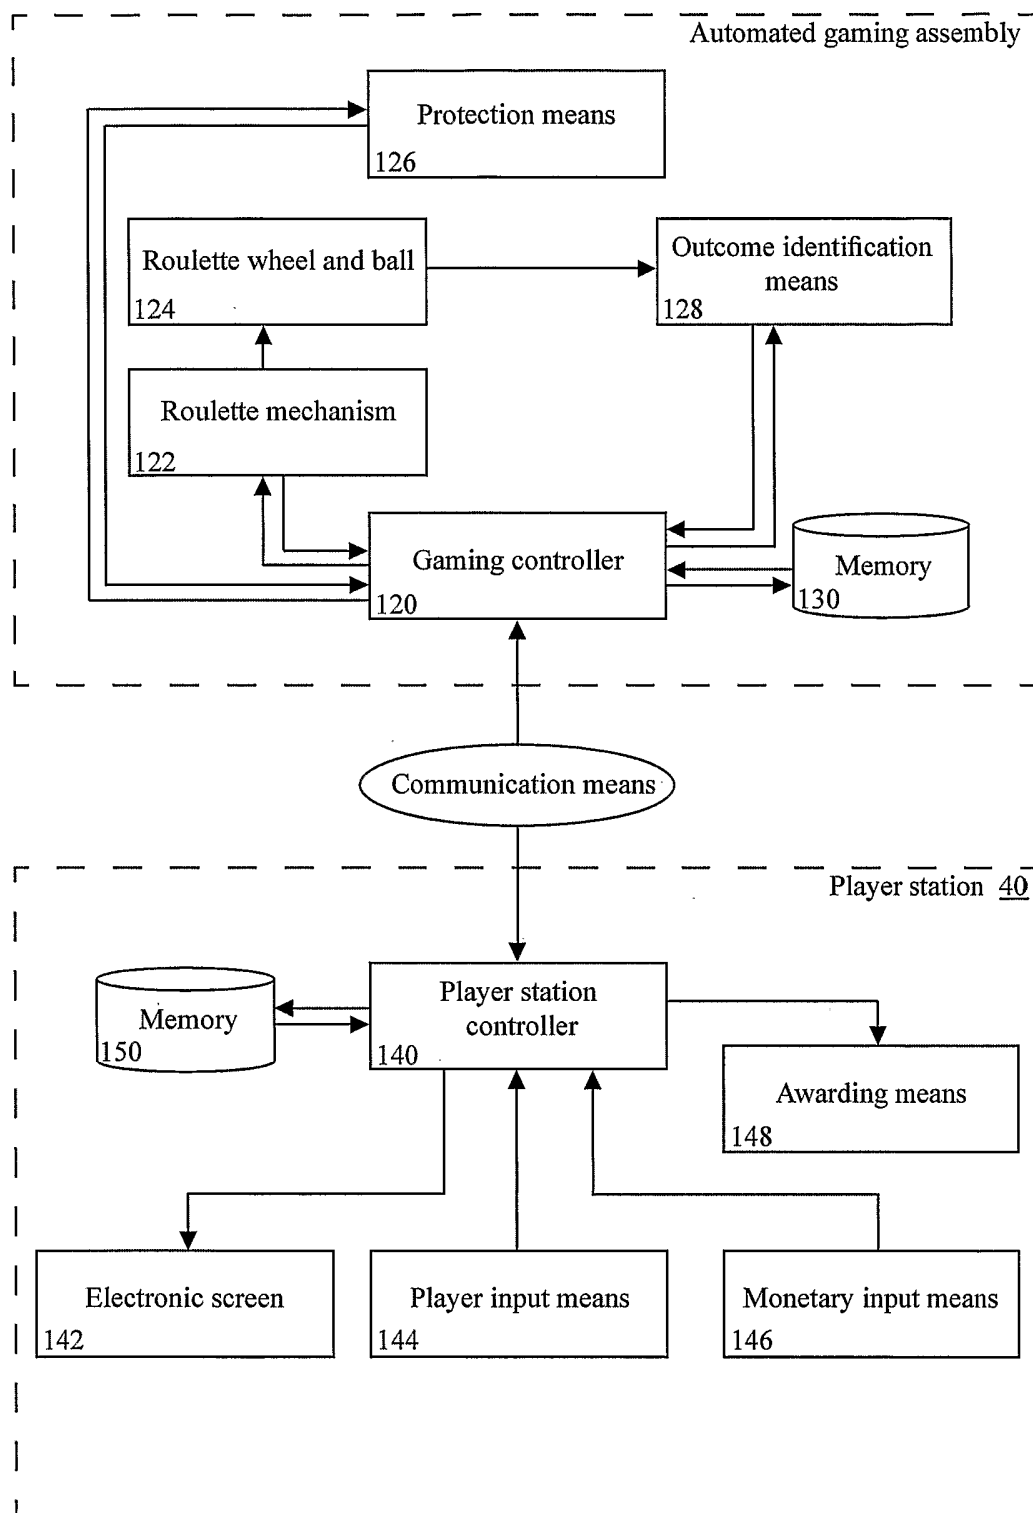 Automated gaming assembly
Protection means
126
Roulette wheel and ball
124
Outcome identification
means
128
Roulette mechanism
122
Gaming controller
120
Memory
130
Communication means
Player station 40
Memory
150
Player station
controller
140
Awarding means
148
Electronic screen
142
Player input means
144
Monetary input means
146